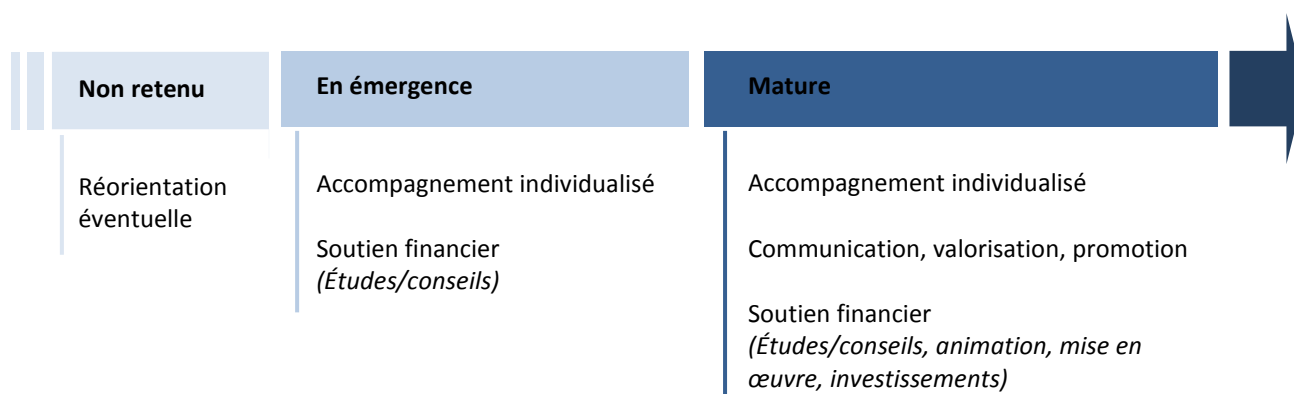 Non retenu
Réorientation
éventuelle
En émergence
Accompagnement individualisé
Soutien financier
(Études/conseils)
Mature
Accompagnement individualisé
Communication, valorisation, promotion
Soutien financier
(Études/conseils, animation, mise en
œuvre, investissements)